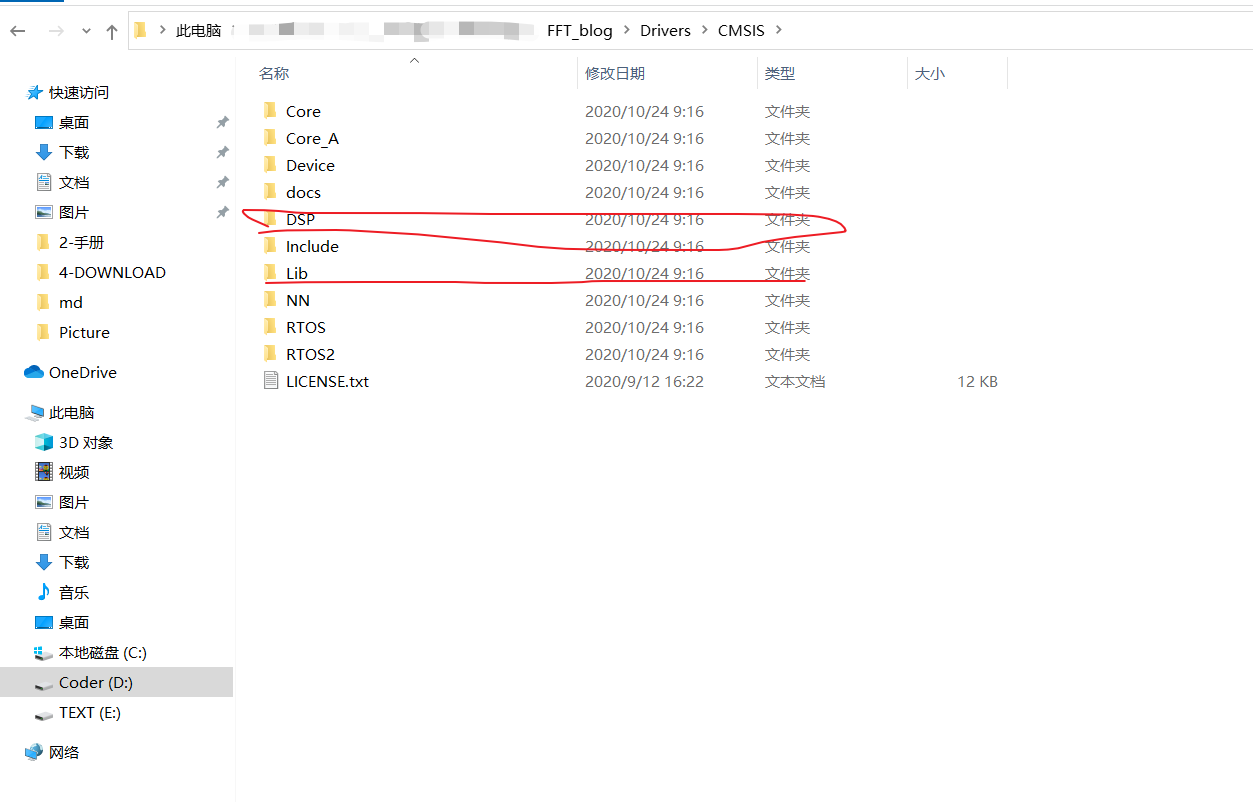 此电脑 FFT_blog Drivers CMSIS
名称 修改日期 类型 大小
快速访问
桌面
下载
文档
图片
2-手册
4-DOWNLOAD
md
Picture
OneDrive
此电脑
3D 对象
视频
图片
文档
下载
音乐
桌面
本地磁盘 (C:)
Coder (D:)
TEXT (E:)
网络
Core 2020/10/24 9:16 文件夹
Core_A 2020/10/24 9:16 文件夹
Device 2020/10/24 9:16 文件夹
docs 2020/10/24 9:16 文件夹
DSP 2020/10/24 9:16 文件夹
Include 2020/10/24 9:16 文件夹
Lib 2020/10/24 9:16 文件夹
NN 2020/10/24 9:16 文件夹
RTOS 2020/10/24 9:16 文件夹
RTOS2 2020/10/24 9:16 文件夹
LICENSE.txt 2020/9/12 16:22 文本文档 12 KB